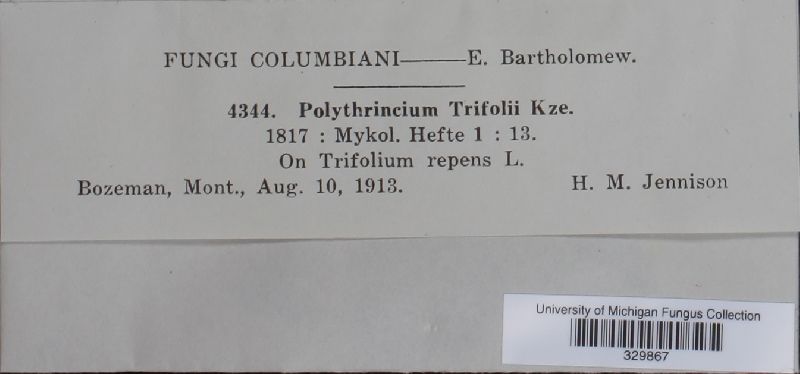 FUNGI COLUMBIANI——E. Bartholomew.
4344. Polythrincium Trifolii Kze.
1817 : Mykol. Hefte 1 : 13.
On Trifolium repens L.
Bozeman, Mont., Aug. 10, 1913. H. M. Jennison
University of Michigan Fungus Collection
329867